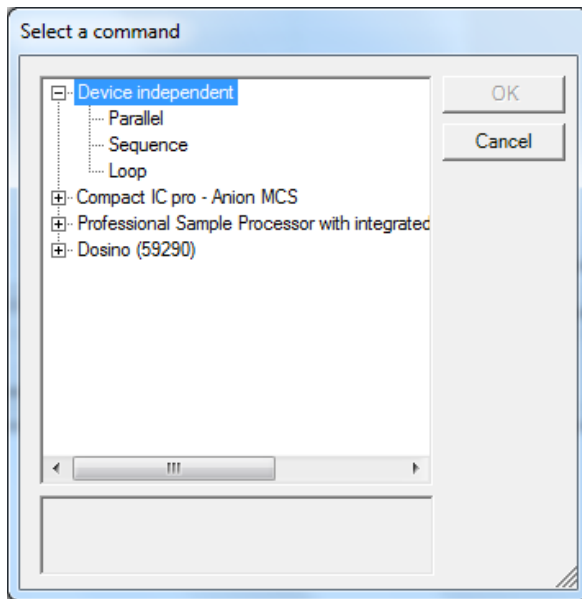 Select a command
Device independent
Parallel
Sequence
Loop
Compact IC pro - Anion MCS
Professional Sample Processor with integrated
Dosino (59290)
OK
Cancel